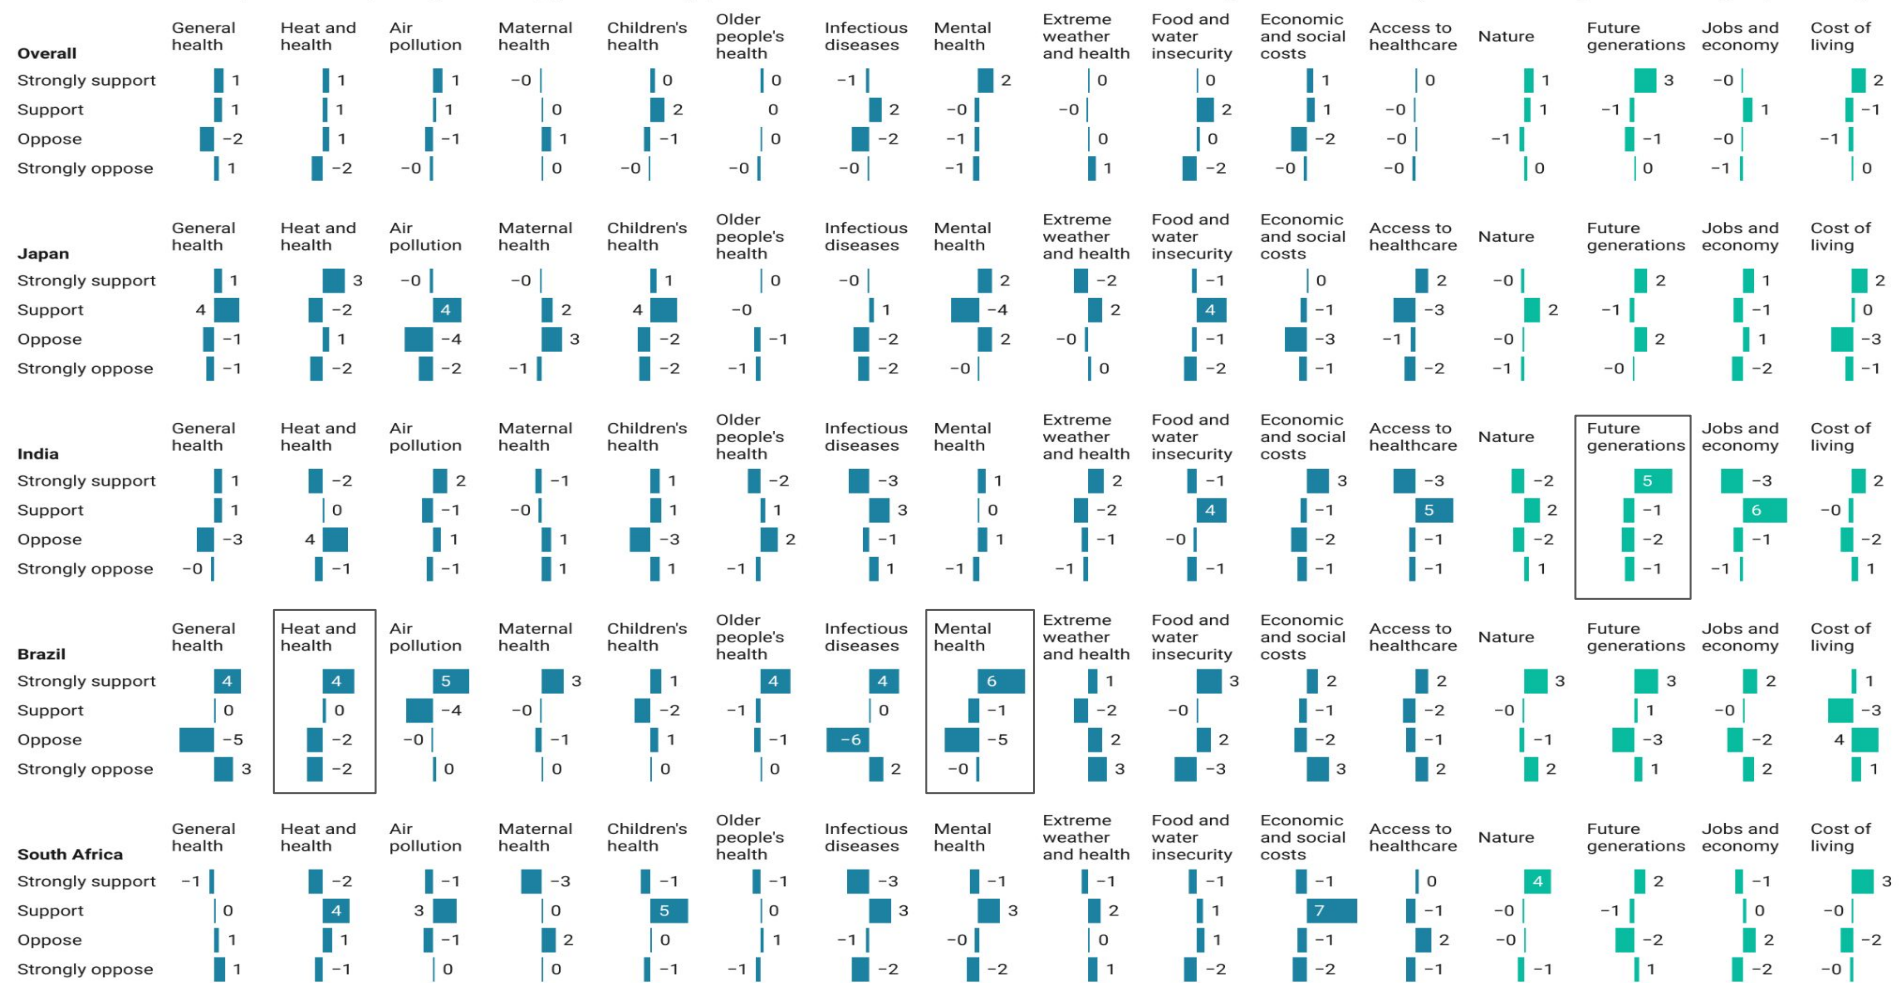 General health Heat and health Air pollution Maternal health Children's health Older people's health Infectious diseases Mental health Extreme weather and health Food and water insecurity Economic and social costs Access to healthcare Nature Future generations Jobs and economy Cost of living
Overall
Strongly support 1 1 1 −0 0 0 −1 2 0 0 1 0 1 3 −0 2
Support 1 1 1 0 2 0 2 −0 −0 2 1 −0 1 −1 1 −1
Oppose −2 1 −1 1 −1 0 −2 −1 0 0 −2 −0 −1 −1 −0 −1
Strongly oppose 1 −2 −0 0 −0 −0 −0 −1 1 −2 −0 −0 0 0 −1 0
General health Heat and health Air pollution Maternal health Children's health Older people's health Infectious diseases Mental health Extreme weather and health Food and water insecurity Economic and social costs Access to healthcare Nature Future generations Jobs and economy Cost of living
Japan
Strongly support 1 3 −0 −0 1 0 −0 2 −2 −1 0 2 −0 2 1 2
Support 4 −2 4 2 4 −0 1 −4 2 4 −1 −3 2 −1 −1 0
Oppose −1 1 −4 3 −2 −1 −2 2 −0 −1 −3 −1 −0 2 1 −3
Strongly oppose −1 −2 −2 −1 −2 −1 −2 −0 0 −2 −1 −2 −1 −0 −2 −1
General health Heat and health Air pollution Maternal health Children's health Older people's health Infectious diseases Mental health Extreme weather and health Food and water insecurity Economic and social costs Access to healthcare Nature Future generations Jobs and economy Cost of living
India
Strongly support 1 −2 2 −1 1 −2 −3 1 2 −1 3 −3 −2 5 −3 2
Support 1 0 −1 −0 1 1 3 0 −2 4 −1 5 2 −1 6 −0
Oppose −3 4 1 1 −3 2 −1 1 −1 −0 −2 −1 −2 −2 −1 −2
Strongly oppose −0 −1 −1 1 1 −1 1 −1 −1 −1 −1 −1 1 −1 −1 1
General health Heat and health Air pollution Maternal health Children's health Older people's health Infectious diseases Mental health Extreme weather and health Food and water insecurity Economic and social costs Access to healthcare Nature Future generations Jobs and economy Cost of living
Brazil
Strongly support 4 4 5 3 1 4 4 6 1 3 2 2 3 3 2 1
Support 0 0 −4 −0 −2 −1 0 −1 −2 −0 −1 −2 −0 1 −0 −3
Oppose −5 −2 −0 −1 1 −1 −6 −5 2 2 −2 −1 −1 −3 −2 4
Strongly oppose 3 −2 0 0 0 0 2 −0 3 −3 3 2 2 1 2 1
General health Heat and health Air pollution Maternal health Children's health Older people's health Infectious diseases Mental health Extreme weather and health Food and water insecurity Economic and social costs Access to healthcare Nature Future generations Jobs and economy Cost of living
South Africa
Strongly support −1 −2 −1 −3 −1 −1 −3 −1 −1 −1 −1 0 4 2 −1 3
Support 0 4 3 0 5 0 3 3 2 1 7 −1 −0 −1 0 −0
Oppose 1 1 −1 2 0 1 −1 −0 0 1 −1 2 −0 −2 2 −2
Strongly oppose 1 −1 0 0 −1 −1 −2 −2 1 −2 −2 −1 −1 1 −2 −0